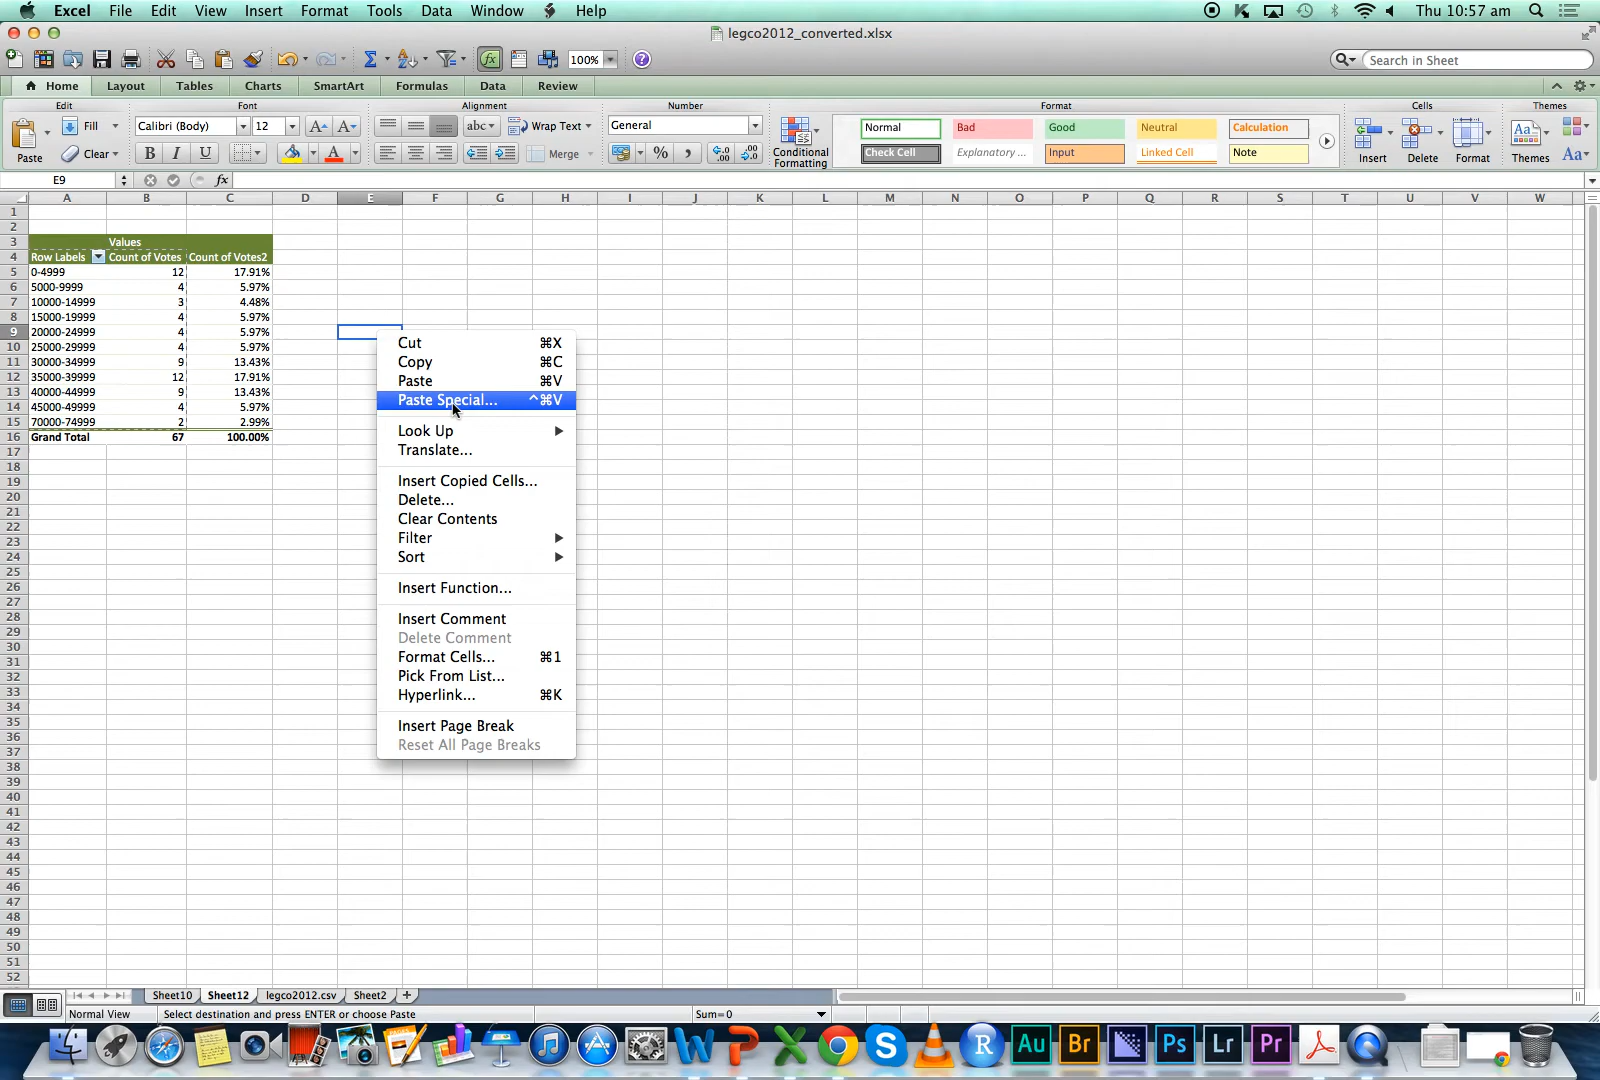 Excel File Edit View Insert Format Tools Data Window Help Thu 10:57 am
legco2012_converted.xlsx
100% Search in Sheet
Home Layout Tables Charts SmartArt Formulas Data Review
Edit Font Alignment Number Format Cells Themes
Fill Calibri (Body) 12 abc Wrap Text General Normal Bad Good Neutral Calculation
Paste Clear B I U Merge % Conditional Formatting Check Cell Explanatory ... Input Linked Cell Note Insert Delete Format Themes Aa
E9 fx
A B C D E F G H I J K L M N O P Q R S T U V W
1
2
3 Values
4 Row Labels Count of Votes Count of Votes2
5 0-4999 12 17.91%
6 5000-9999 4 5.97%
7 10000-14999 3 4.48%
8 15000-19999 4 5.97%
9 20000-24999 4 5.97%
10 25000-29999 4 5.97%
11 30000-34999 9 13.43%
12 35000-39999 12 17.91%
13 40000-44999 9 13.43%
14 45000-49999 4 5.97%
15 70000-74999 2 2.99%
16 Grand Total 67 100.00%
17
18
19
20
21
22
23
24
25
26
27
28
29
30
31
32
33
34
35
36
37
38
39
40
41
42
43
44
45
46
47
48
49
50
51
52
Cut ⌘X
Copy ⌘C
Paste ⌘V
Paste Special... ^⌘V
Look Up
Translate...
Insert Copied Cells...
Delete...
Clear Contents
Filter
Sort
Insert Function...
Insert Comment
Delete Comment
Format Cells... ⌘1
Pick From List...
Hyperlink... ⌘K
Insert Page Break
Reset All Page Breaks
Sheet10 Sheet12 legco2012.csv Sheet2 +
Normal View Select destination and press ENTER or choose Paste Sum=0
W P X S R Au Br Ps Lr Pr